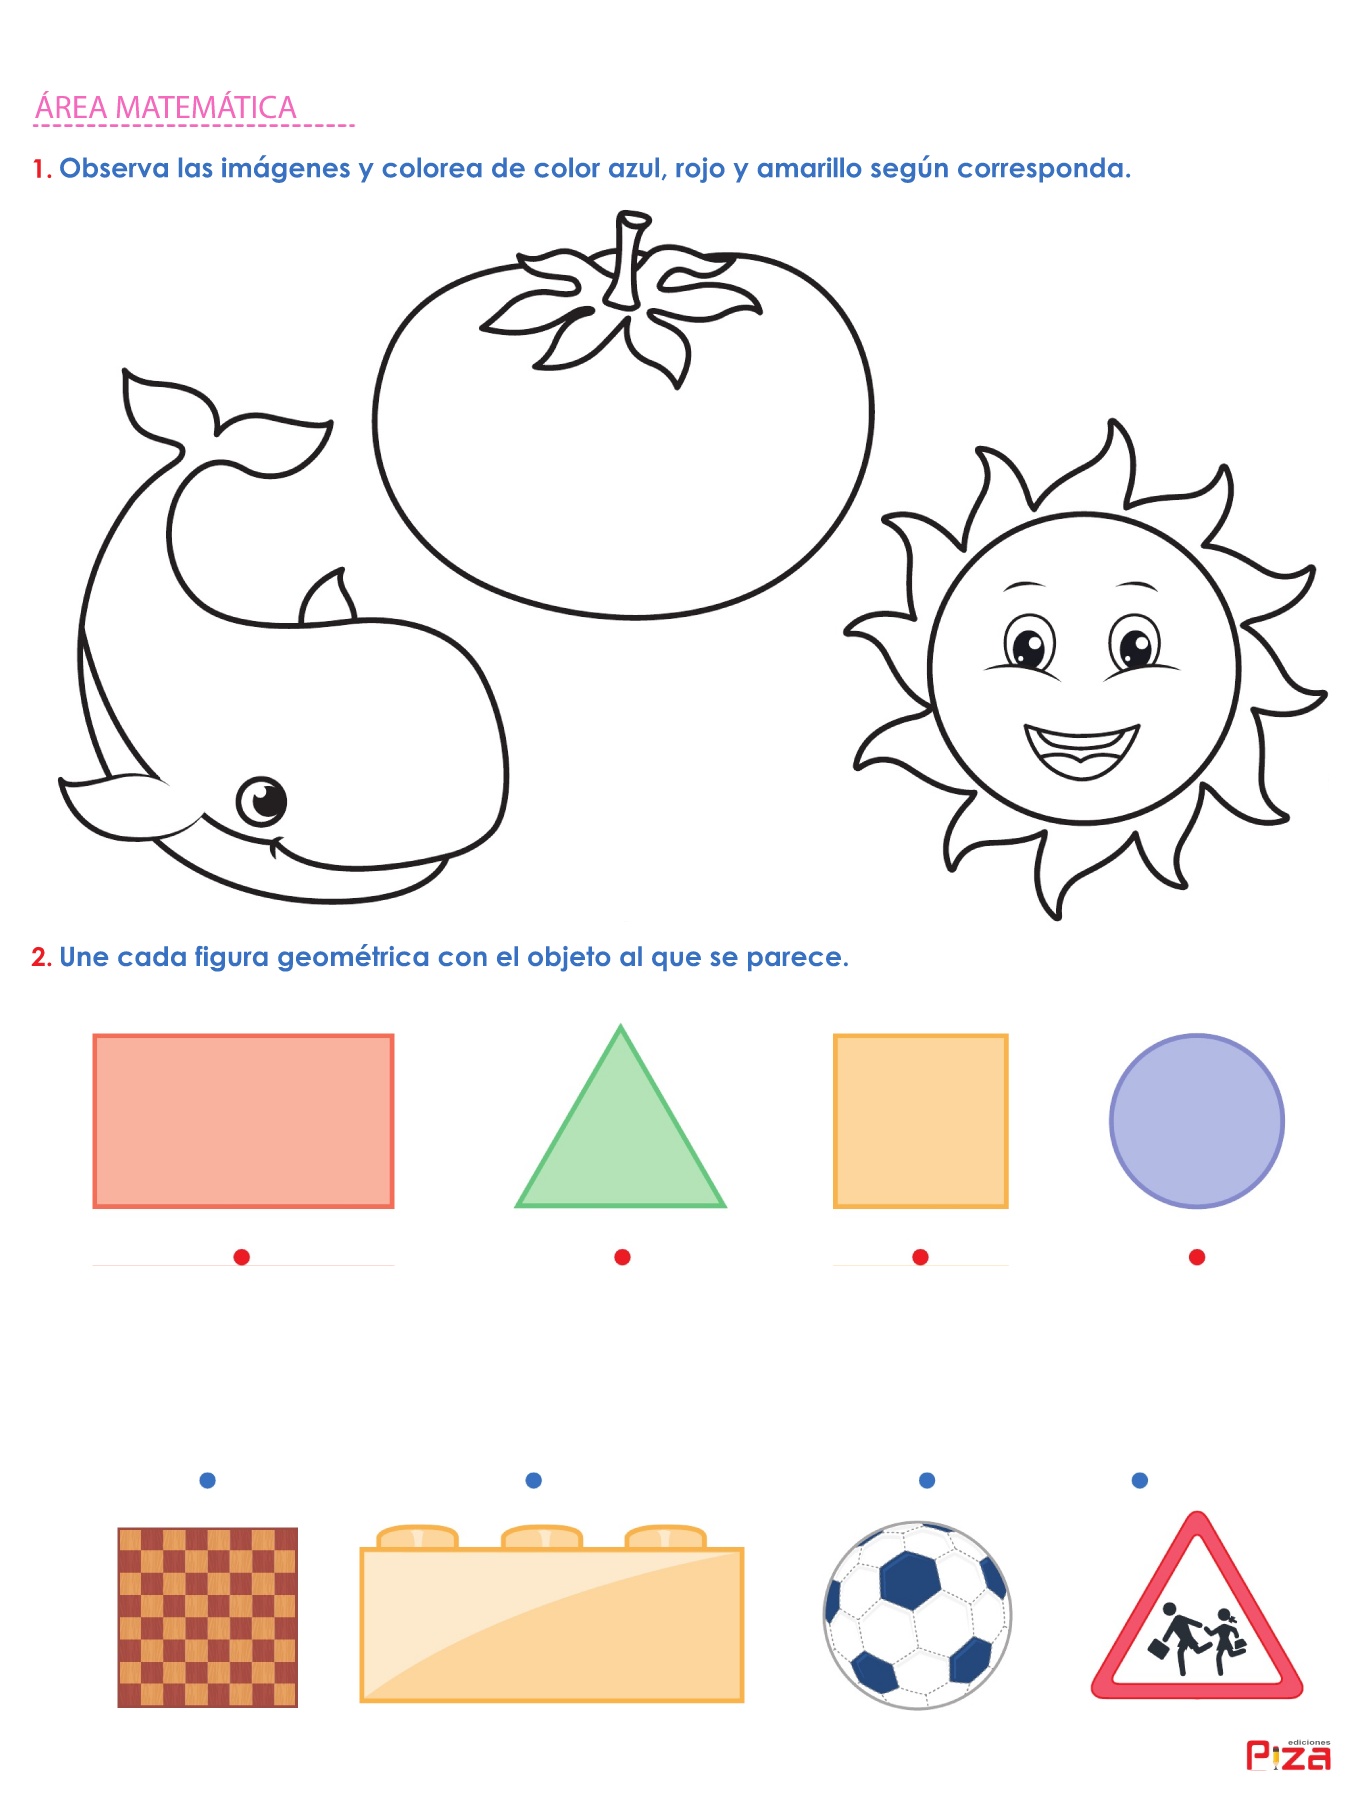 ÁREA MATEMÁTICA
1. Observa las imágenes y colorea de color azul, rojo y amarillo según corresponda.
2. Une cada figura geométrica con el objeto al que se parece.
ediciones
Piza